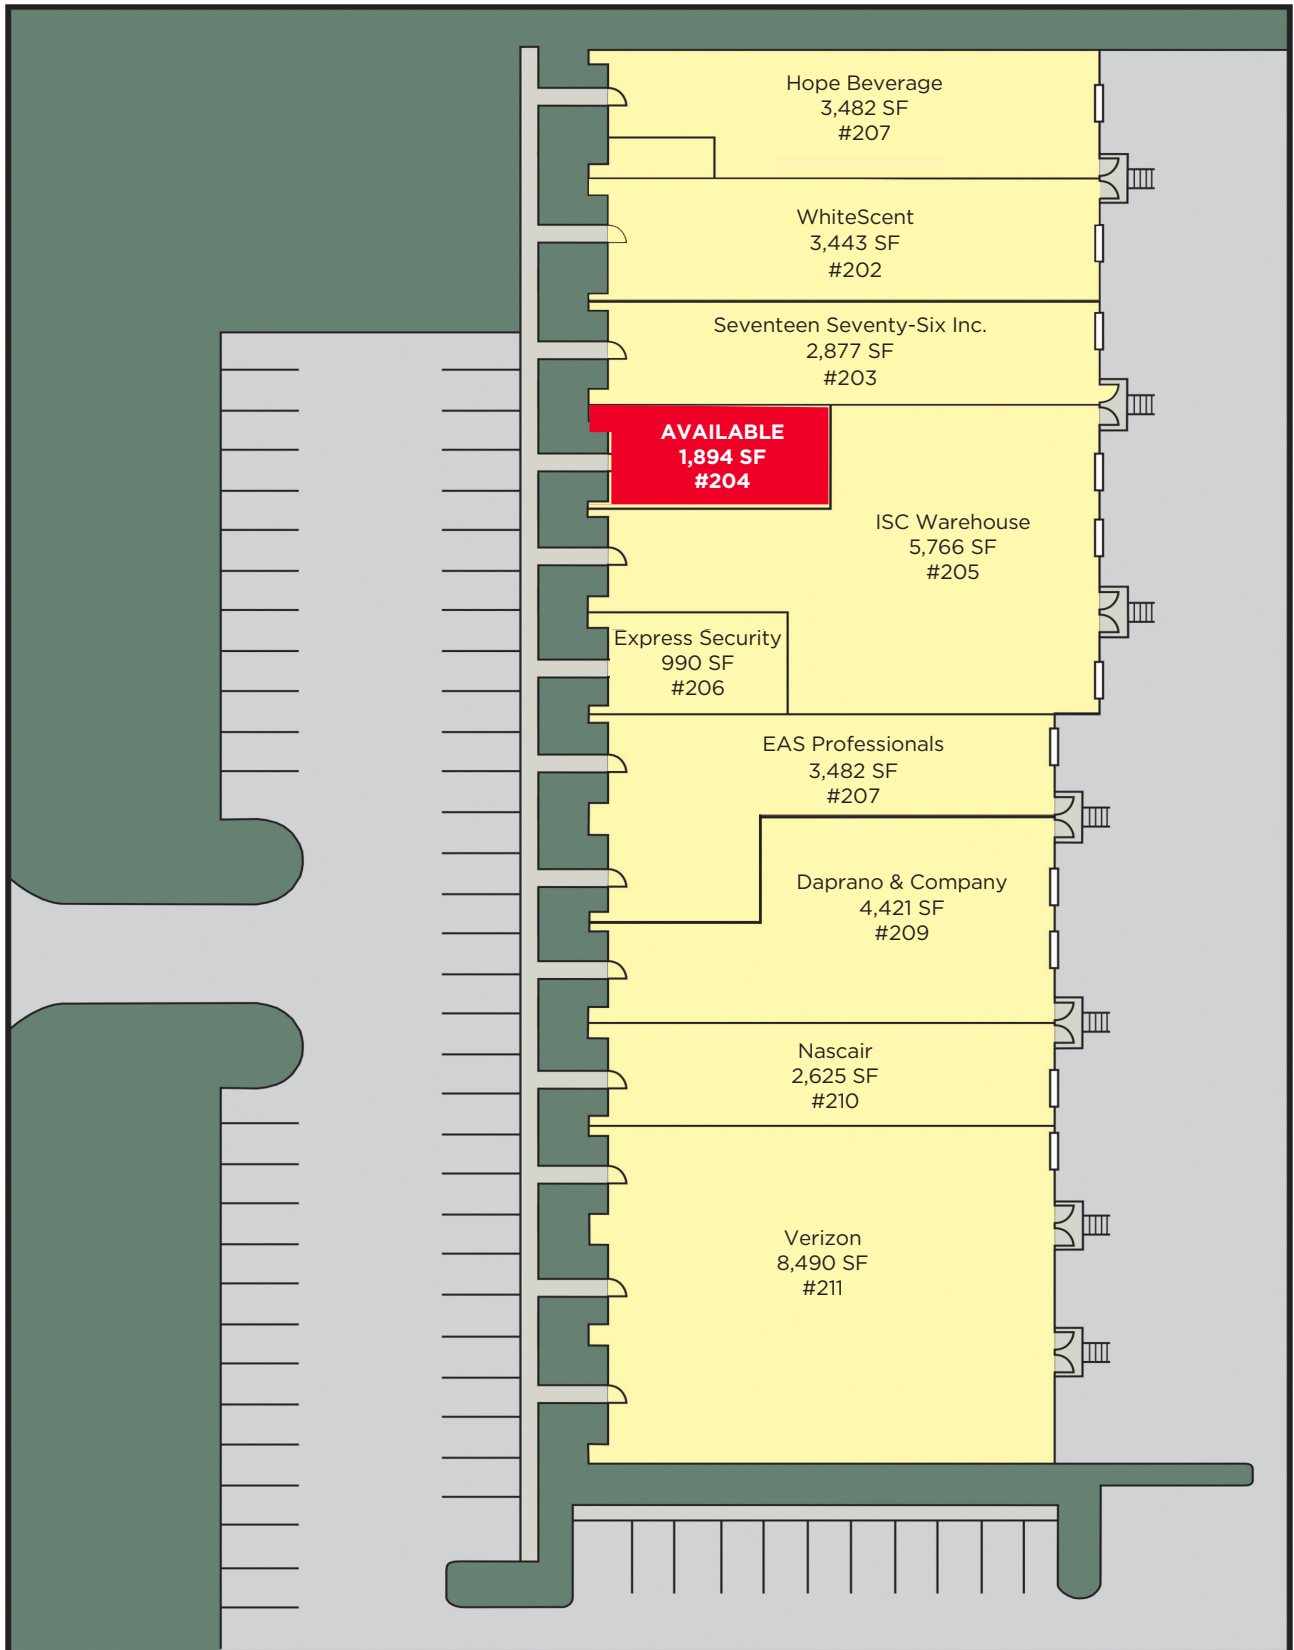 Hope Beverage
3,482 SF
#207
WhiteScent
3,443 SF
#202
Seventeen Seventy-Six Inc.
2,877 SF
#203
AVAILABLE
1,894 SF
#204
ISC Warehouse
5,766 SF
#205
Express Security
990 SF
#206
EAS Professionals
3,482 SF
#207
Daprano & Company
4,421 SF
#209
Nascair
2,625 SF
#210
Verizon
8,490 SF
#211